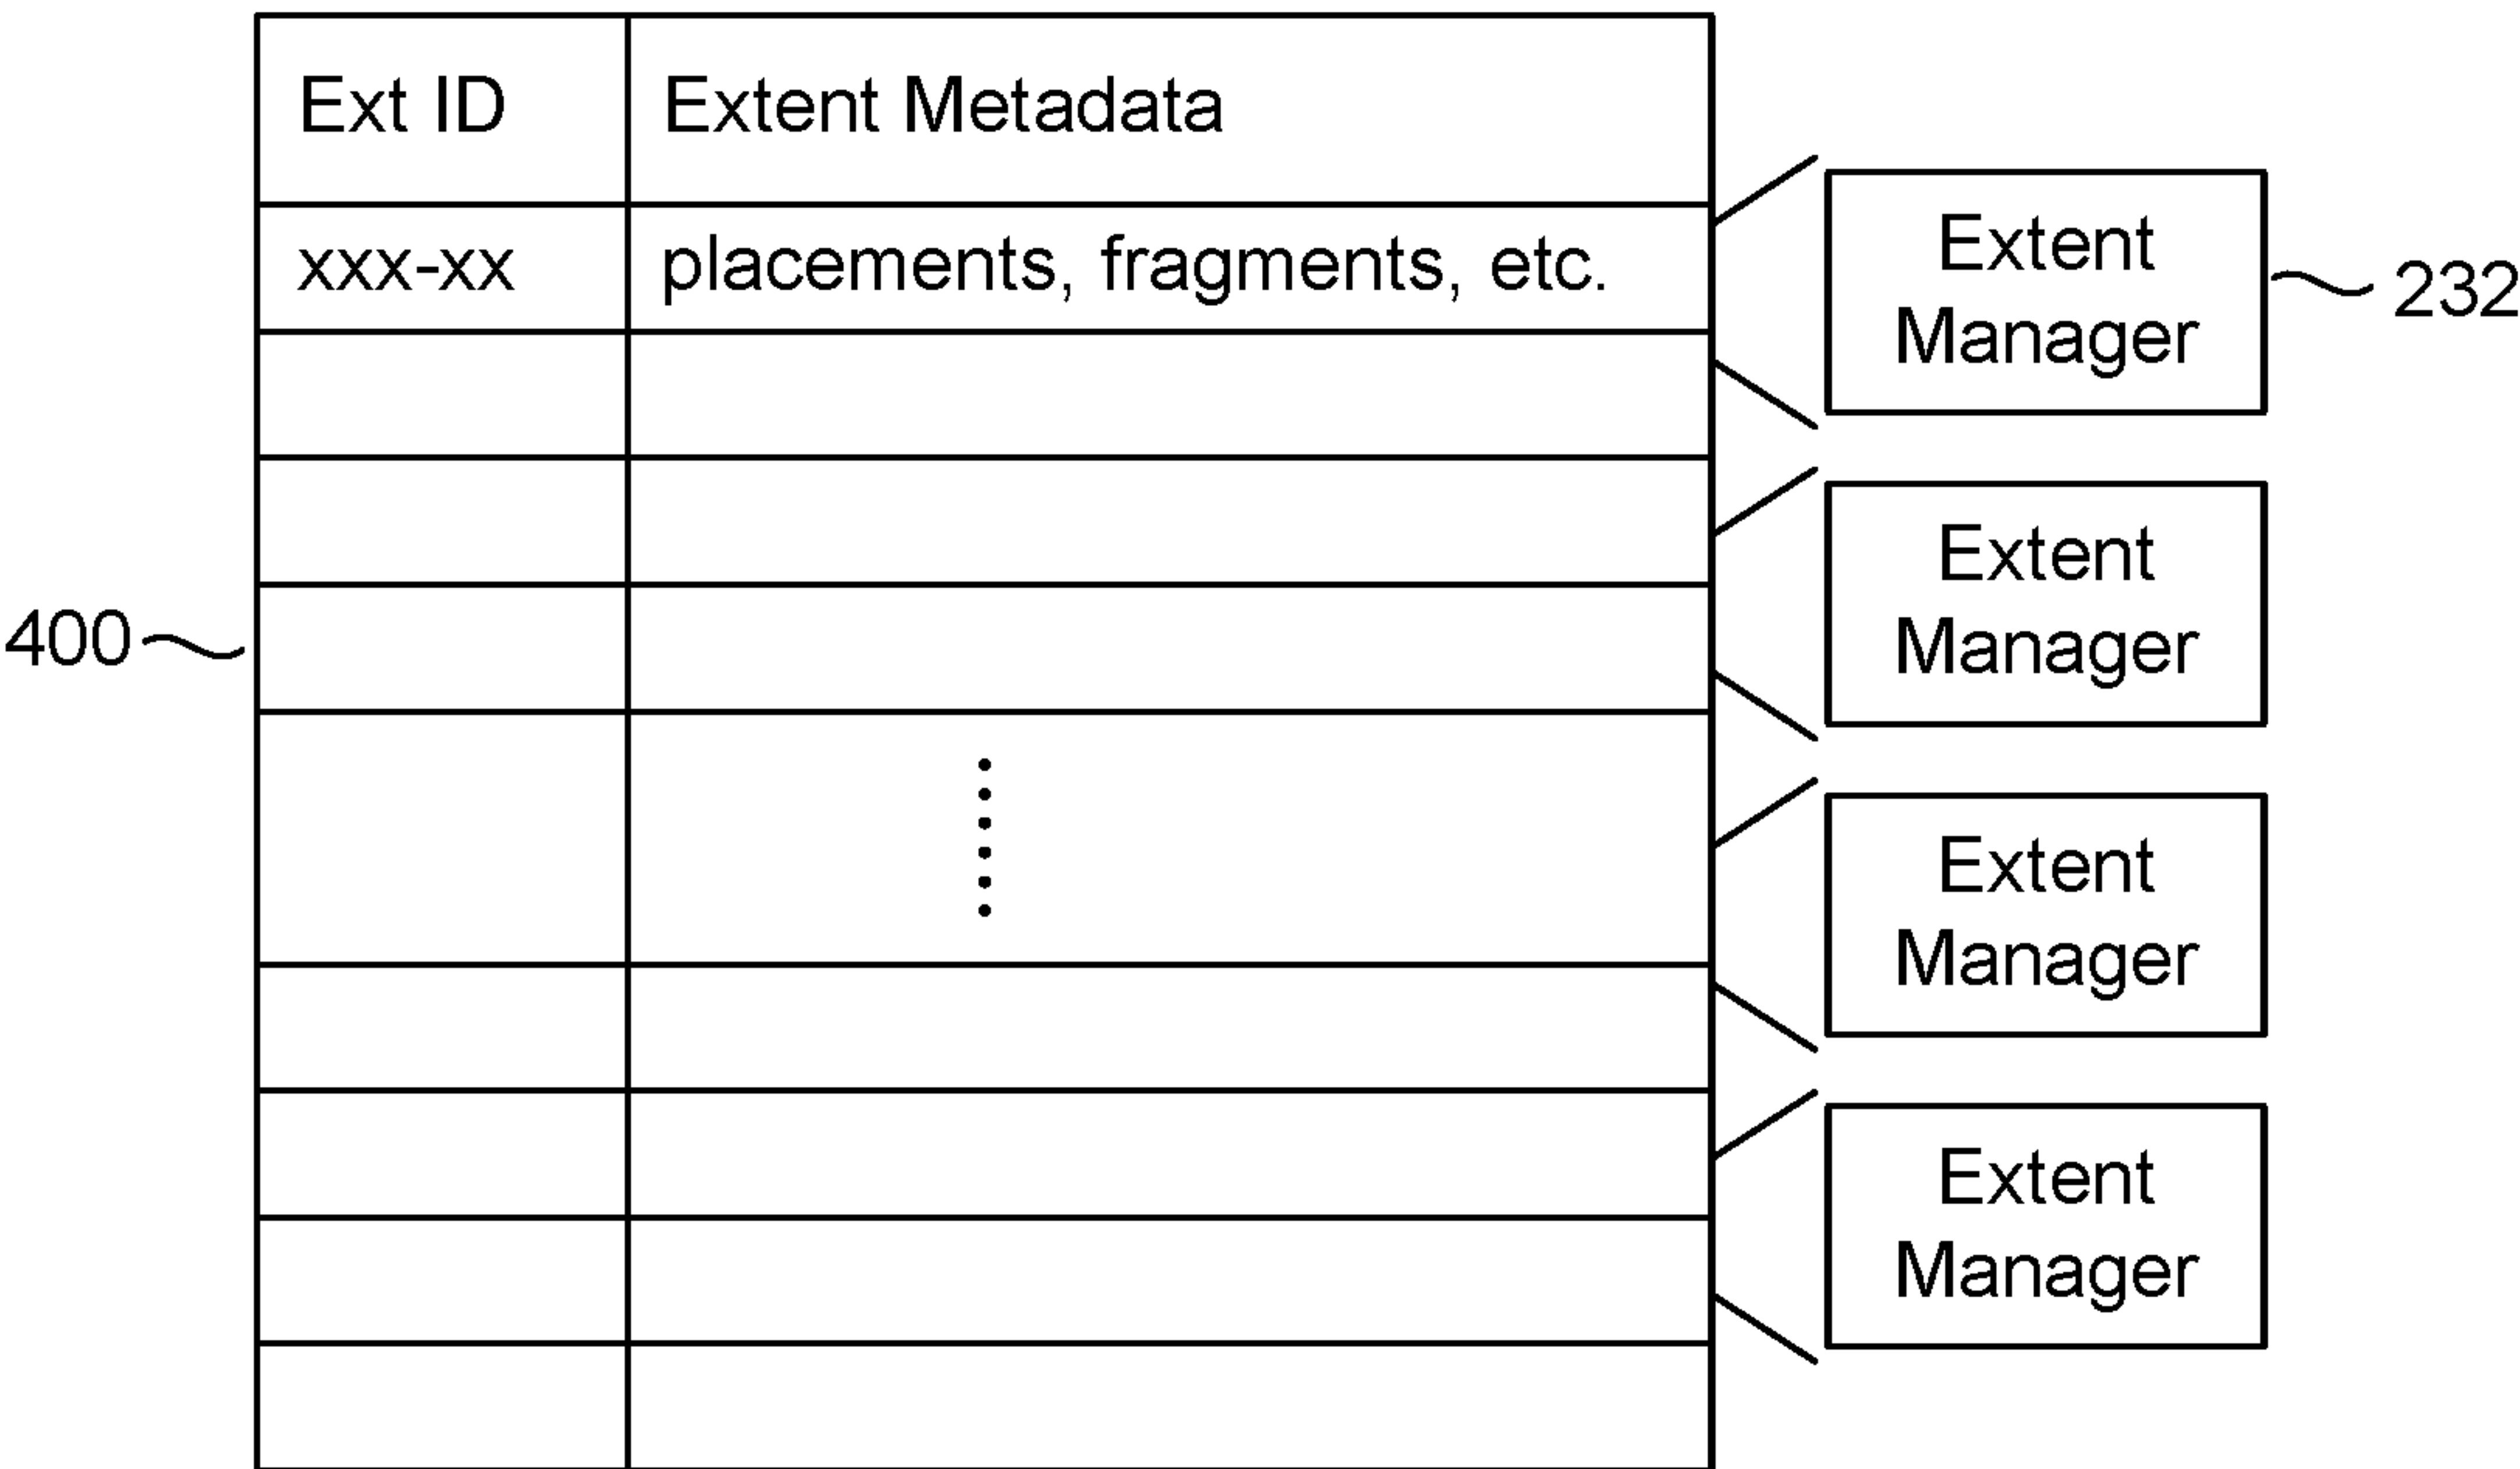 Ext ID
Extent Metadata
xxx-xx
placements, fragments, etc.
Extent
Manager
232
Extent
Manager
400
Extent
Manager
Extent
Manager